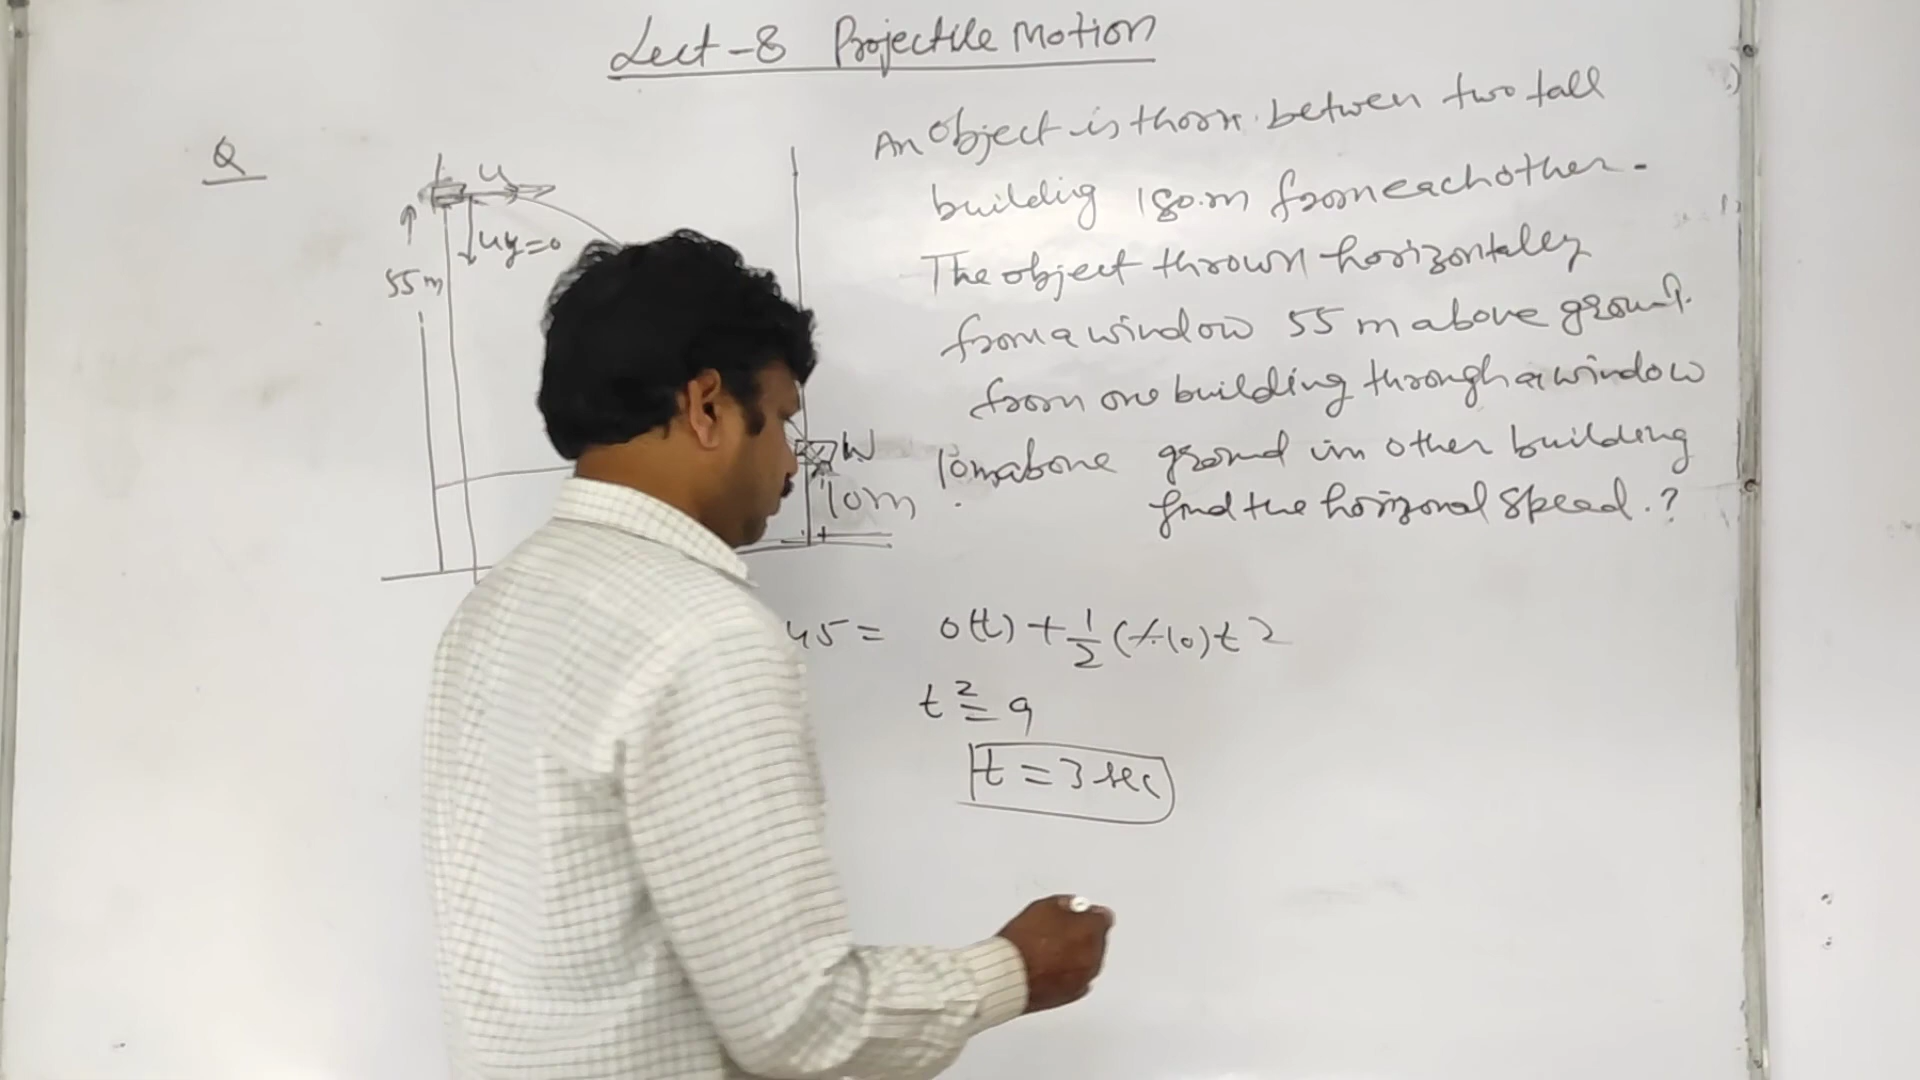 Lect-8 Projectile Motion
Q
An object is thorn between two tall
building 180m from each other.
The object thrown horizontaley
from a window 55 m above ground.
from one building through a window
10m above ground in other building
find the horizonal speed.?
u
uy=0
55m
W
10m
45 = 0(t) + 1/2 (+10)t2
t² = 9
t = 3 sec